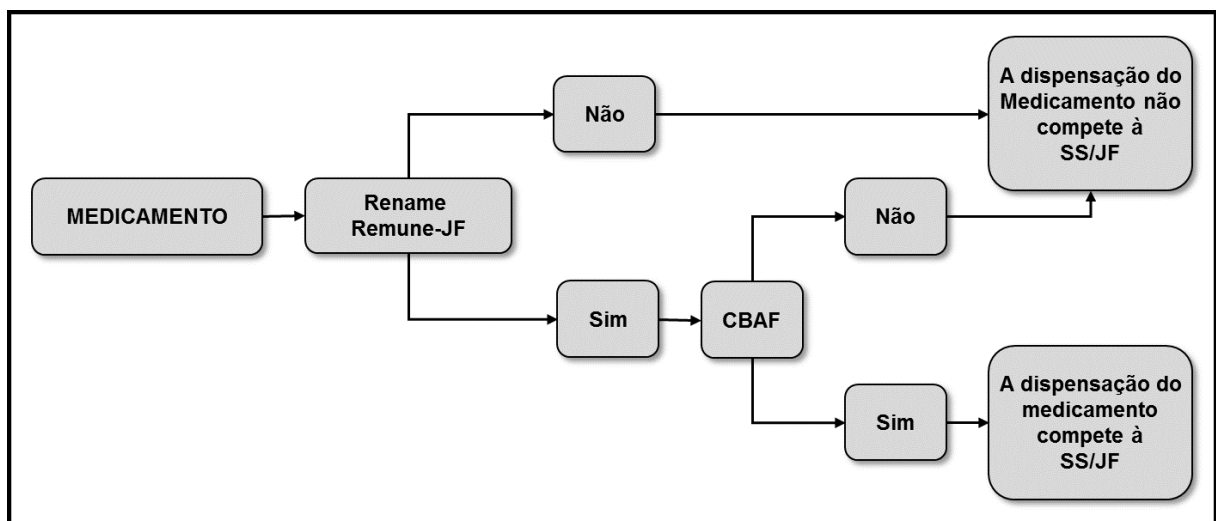 MEDICAMENTO
Rename
Remune-JF
Não
A dispensação do
Medicamento não
compete à
SS/JF
Sim
CBAF
Não
Sim
A dispensação do
medicamento
compete à
SS/JF